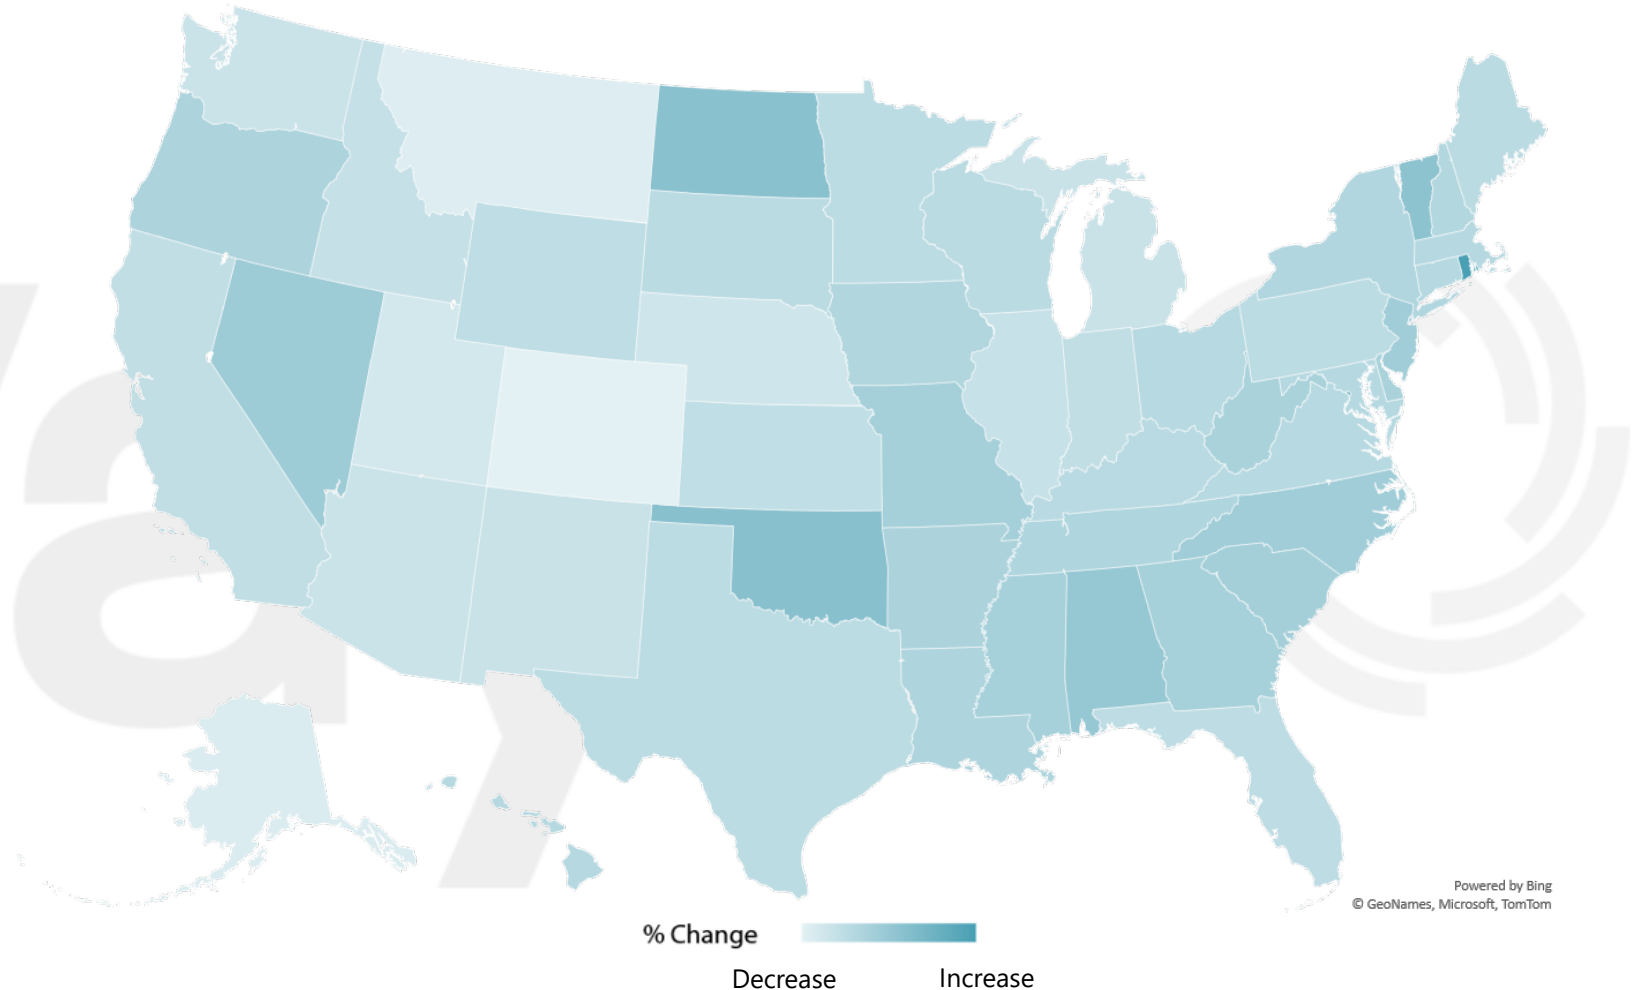 Powered by Bing
© GeoNames, Microsoft, TomTom
% Change
Decrease Increase